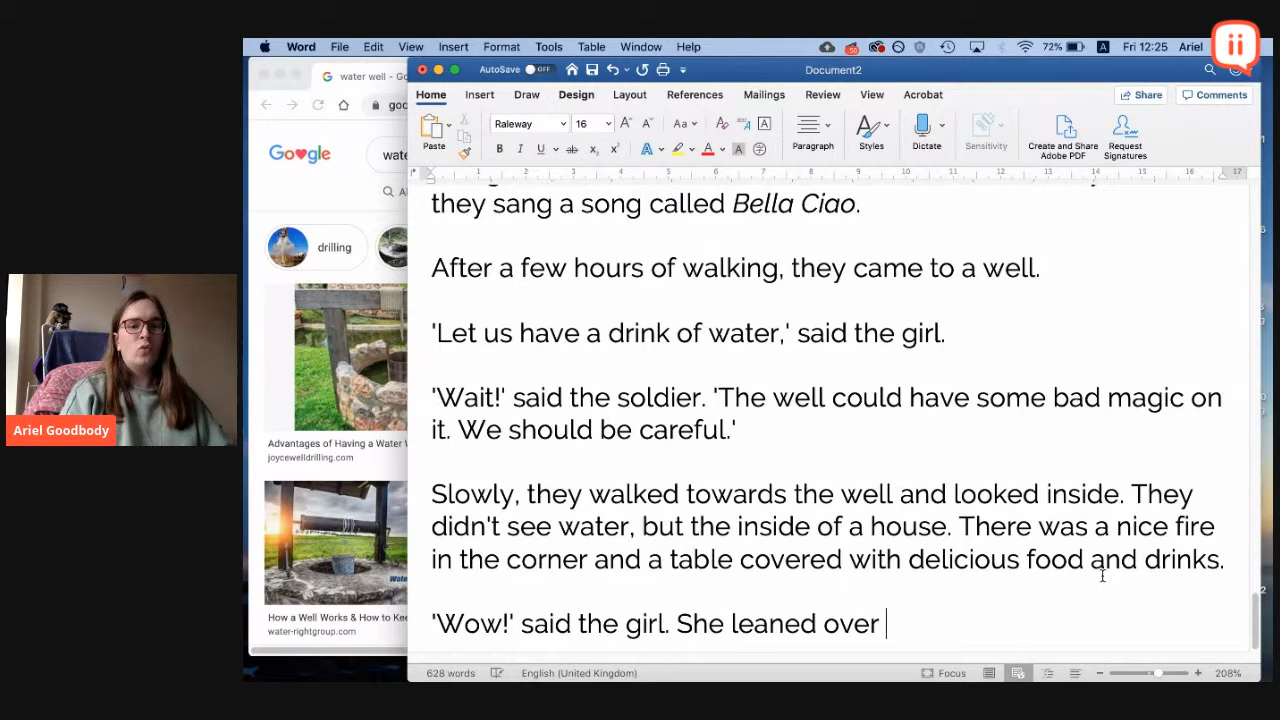 Word File Edit View Insert Format Tools Table Window Help 72% A Fri 12:25 Ariel
ii
water well - Go
AutoSave OFF Document2
Home Insert Draw Design Layout References Mailings Review View Acrobat Share Comments
Paste Raleway 16 Paragraph Styles Dictate Sensitivity Create and Share Adobe PDF Request Signatures
Google
wate
drilling
Advantages of Having a Water W
joycewelldrilling.com
How a Well Works & How to Kee
water-rightgroup.com
they sang a song called Bella Ciao.
After a few hours of walking, they came to a well.
'Let us have a drink of water,' said the girl.
'Wait!' said the soldier. 'The well could have some bad magic on
it. We should be careful.'
Slowly, they walked towards the well and looked inside. They
didn't see water, but the inside of a house. There was a nice fire
in the corner and a table covered with delicious food and drinks.
'Wow!' said the girl. She leaned over
628 words English (United Kingdom) Focus 208%
Ariel Goodbody